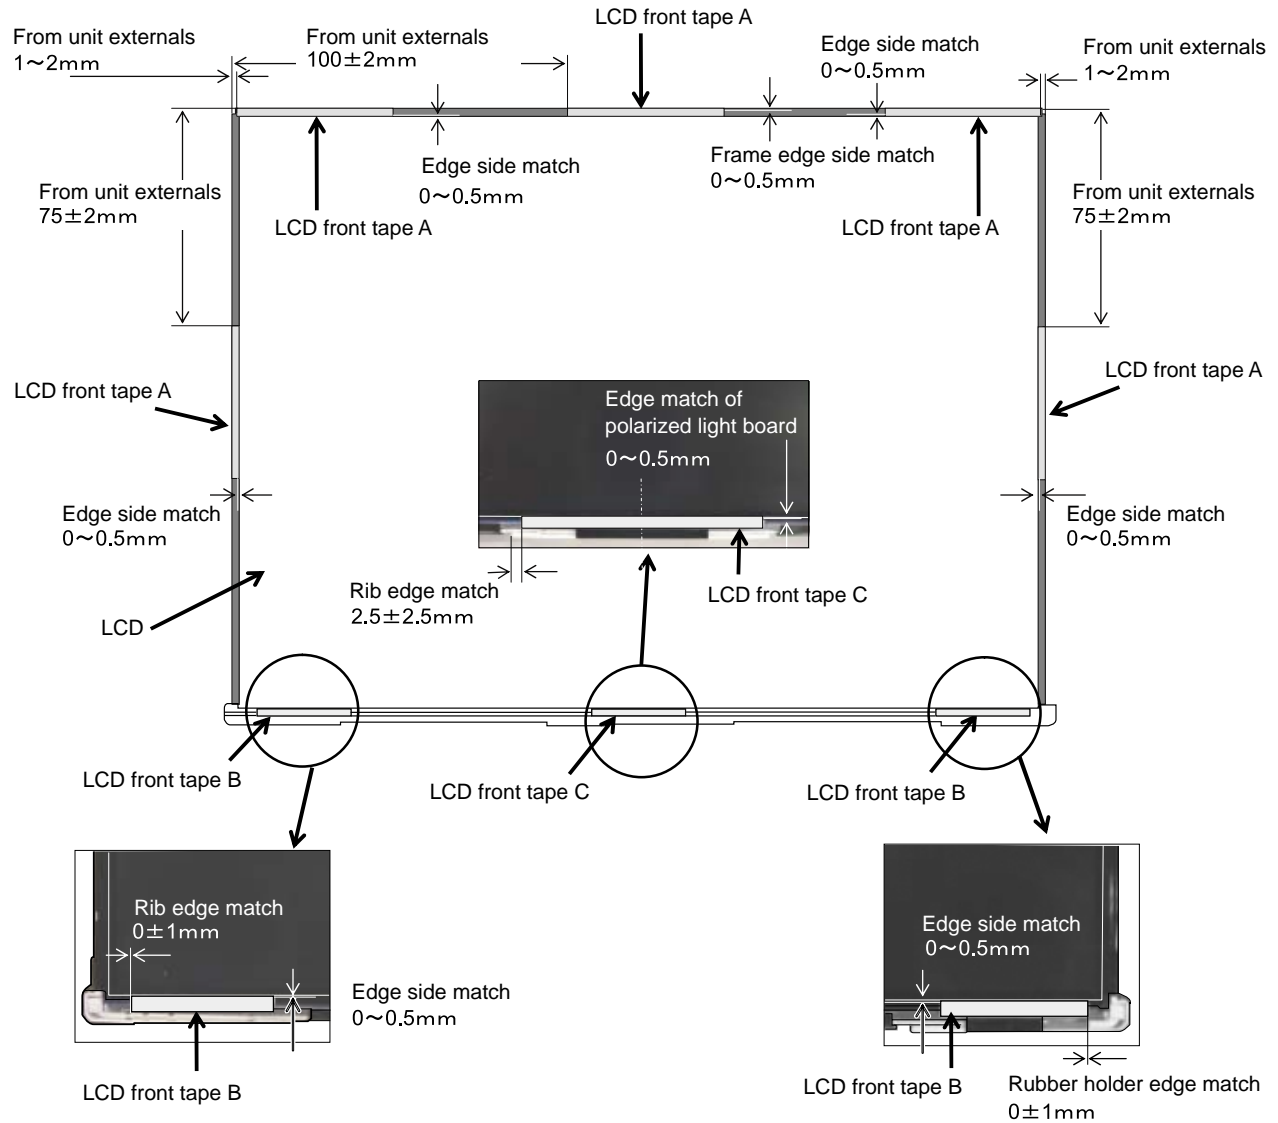 LCD front tape A
From unit externals
1～2mm
From unit externals
100±2mm
Edge side match
0～0.5mm
From unit externals
1～2mm
Edge side match
0～0.5mm
Frame edge side match
0～0.5mm
From unit externals
75±2mm
From unit externals
75±2mm
LCD front tape A
LCD front tape A
LCD front tape A
LCD front tape A
Edge match of
polarized light board
0～0.5mm
Edge side match
0～0.5mm
Edge side match
0～0.5mm
Rib edge match
2.5±2.5mm
LCD front tape C
LCD
LCD front tape B
LCD front tape C
LCD front tape B
Rib edge match
0±1mm
Edge side match
0～0.5mm
Edge side match
0～0.5mm
LCD front tape B
LCD front tape B
Rubber holder edge match
0±1mm